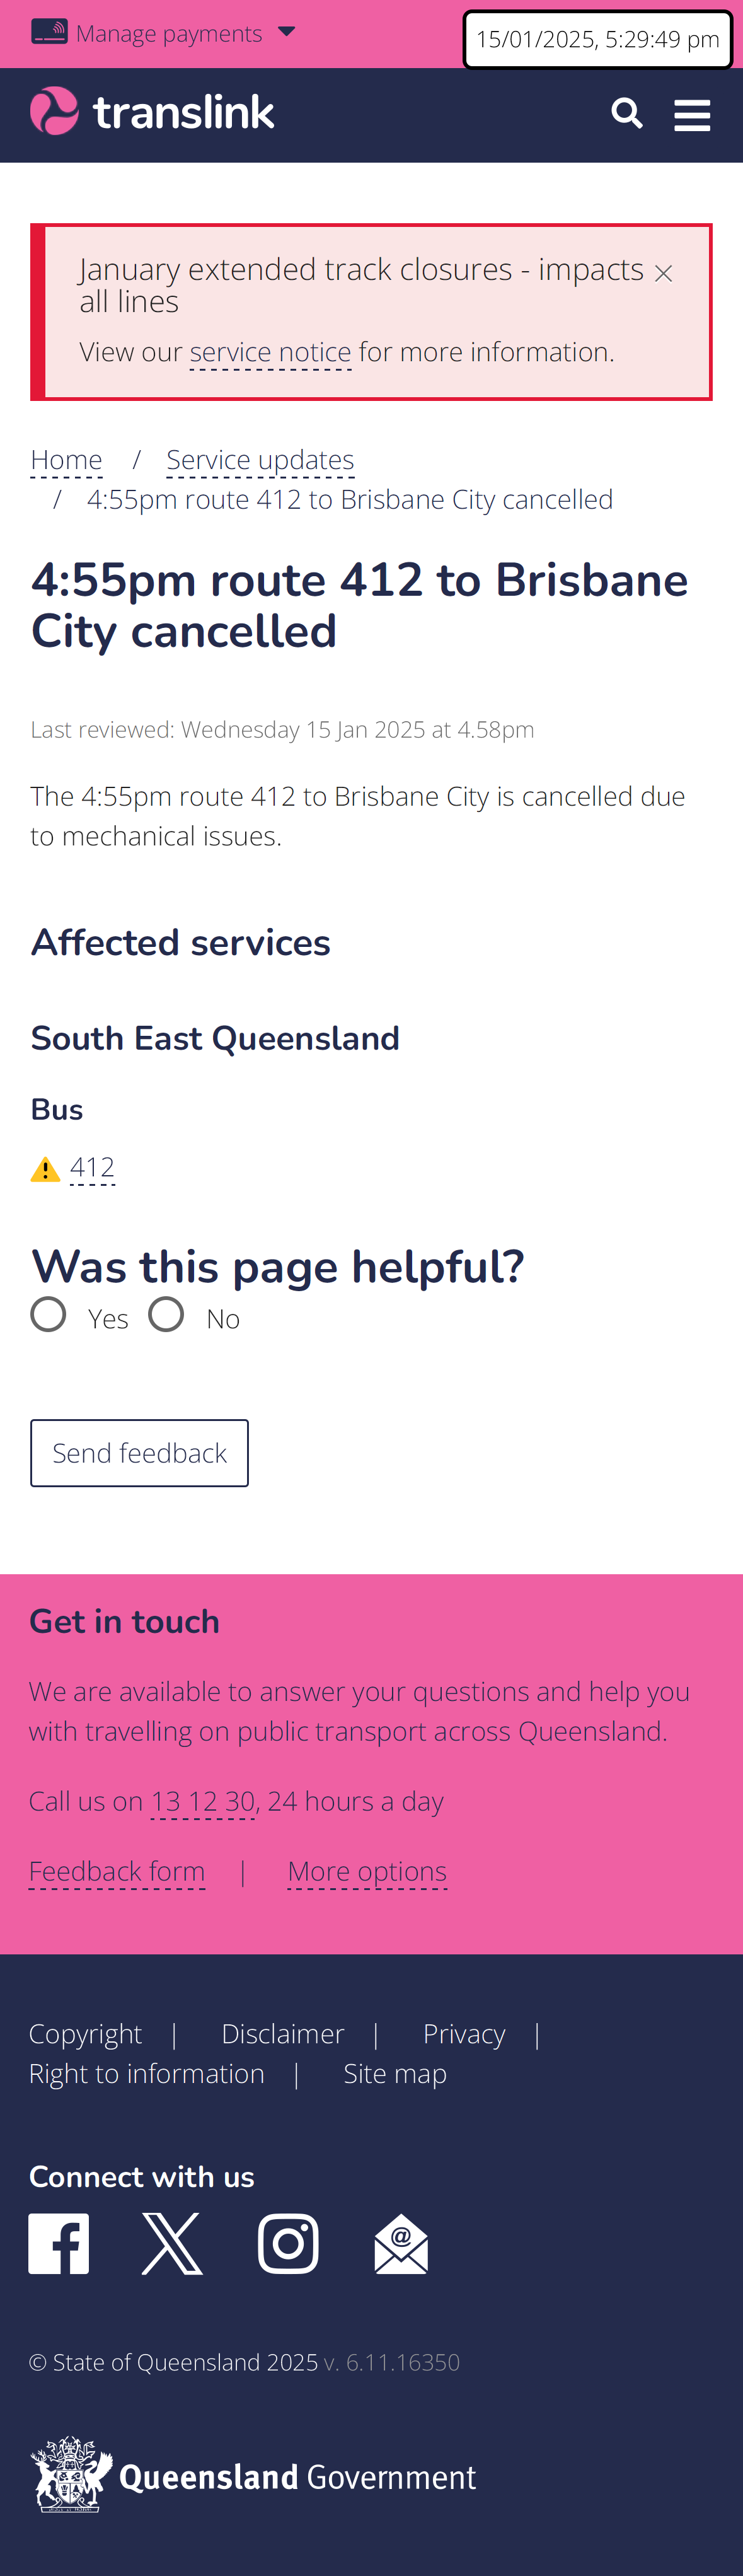 Manage payments
15/01/2025, 5:29:49 pm
translink
January extended track closures - impacts
all lines
View our service notice for more information.
Home / Service updates
/ 4:55pm route 412 to Brisbane City cancelled
4:55pm route 412 to Brisbane
City cancelled
Last reviewed: Wednesday 15 Jan 2025 at 4.58pm
The 4:55pm route 412 to Brisbane City is cancelled due
to mechanical issues.
Affected services
South East Queensland
Bus
412
Was this page helpful?
Yes No
Send feedback
Get in touch
We are available to answer your questions and help you
with travelling on public transport across Queensland.
Call us on 13 12 30, 24 hours a day
Feedback form | More options
Copyright | Disclaimer | Privacy |
Right to information | Site map
Connect with us
@
© State of Queensland 2025 v. 6.11.16350
Queensland Government